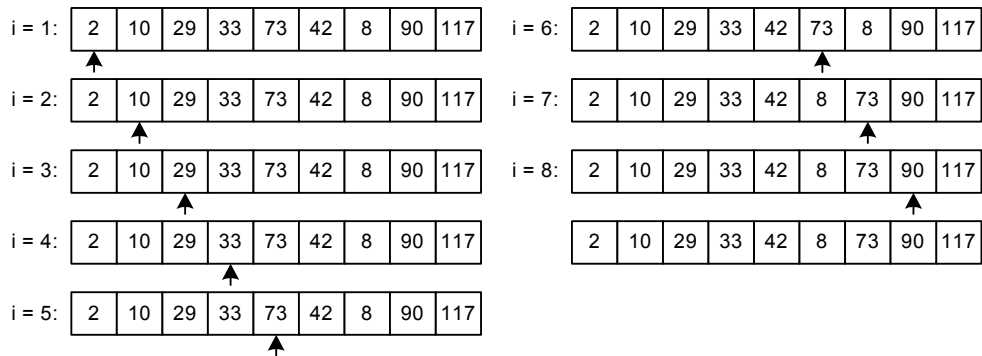 i = 1: 2 10 29 33 73 42 8 90 117
i = 2: 2 10 29 33 73 42 8 90 117
i = 3: 2 10 29 33 73 42 8 90 117
i = 4: 2 10 29 33 73 42 8 90 117
i = 5: 2 10 29 33 73 42 8 90 117
i = 6: 2 10 29 33 42 73 8 90 117
i = 7: 2 10 29 33 42 8 73 90 117
i = 8: 2 10 29 33 42 8 73 90 117
2 10 29 33 42 8 73 90 117